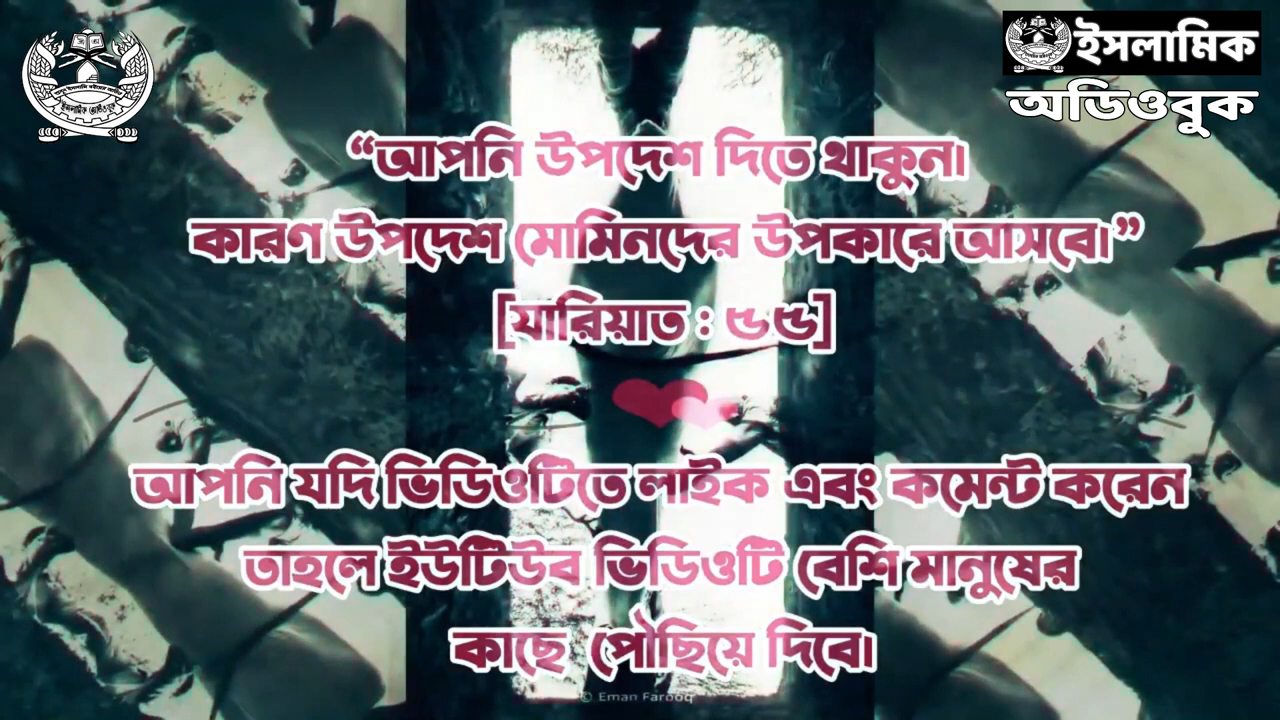 ইসলামিক
অডিওবুক
“আপনি উপদেশ দিতে থাকুন।
কারণ উপদেশ মোমিনদের উপকারে আসবে।”
[যারিয়াত : ৫৫]
আপনি যদি ভিডিওটিতে লাইক এবং কমেন্ট করেন
তাহলে ইউটিউব ভিডিওটি বেশি মানুষের
কাছে পৌছিয়ে দিবে।
© Eman Farooq